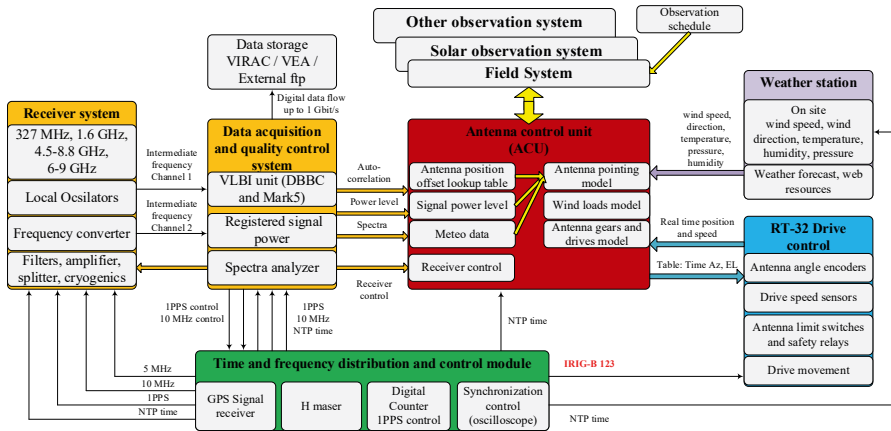 Other observation system
Solar observation system
Field System
Observation
schedule
Data storage
VIRAC / VEA /
External ftp
Digital data flow
up to 1 Gbit/s
Receiver system
327 MHz, 1.6 GHz,
4.5-8.8 GHz,
6-9 GHz
Local Ocsilators
Frequency converter
Filters, amplifier,
splitter, cryogenics
Intermediate
frequency
Channel 1
Intermediate
frequency
Channel 2
Data acquisition
and quality control
system
VLBI unit (DBBC
and Mark5)
Registered signal
power
Spectra analyzer
Auto-
correlation
Power level
Spectra
Receiver
control
Antenna control unit
(ACU)
Antenna position
offset lookup table
Signal power level
Meteo data
Receiver control
Antenna pointing
model
Wind loads model
Antenna gears and
drives model
wind speed,
direction,
temperature,
pressure,
humidity
Weather station
On site
wind speed, wind
direction, temperature,
humidity, pressure
Weather forecast, web
resources
Real time position
and speed
Table: Time Az, EL
RT-32 Drive
control
Antenna angle encoders
Drive speed sensors
Antenna limit switches
and safety relays
Drive movement
1PPS control
10 MHz control
1PPS
10 MHz
NTP time
NTP time
Time and frequency distribution and control module
GPS Signal
receiver
H maser
Digital
Counter
1PPS control
Synchronization
control
(oscilloscope)
5 MHz
10 MHz
1PPS
NTP time
IRIG-B 123
NTP time